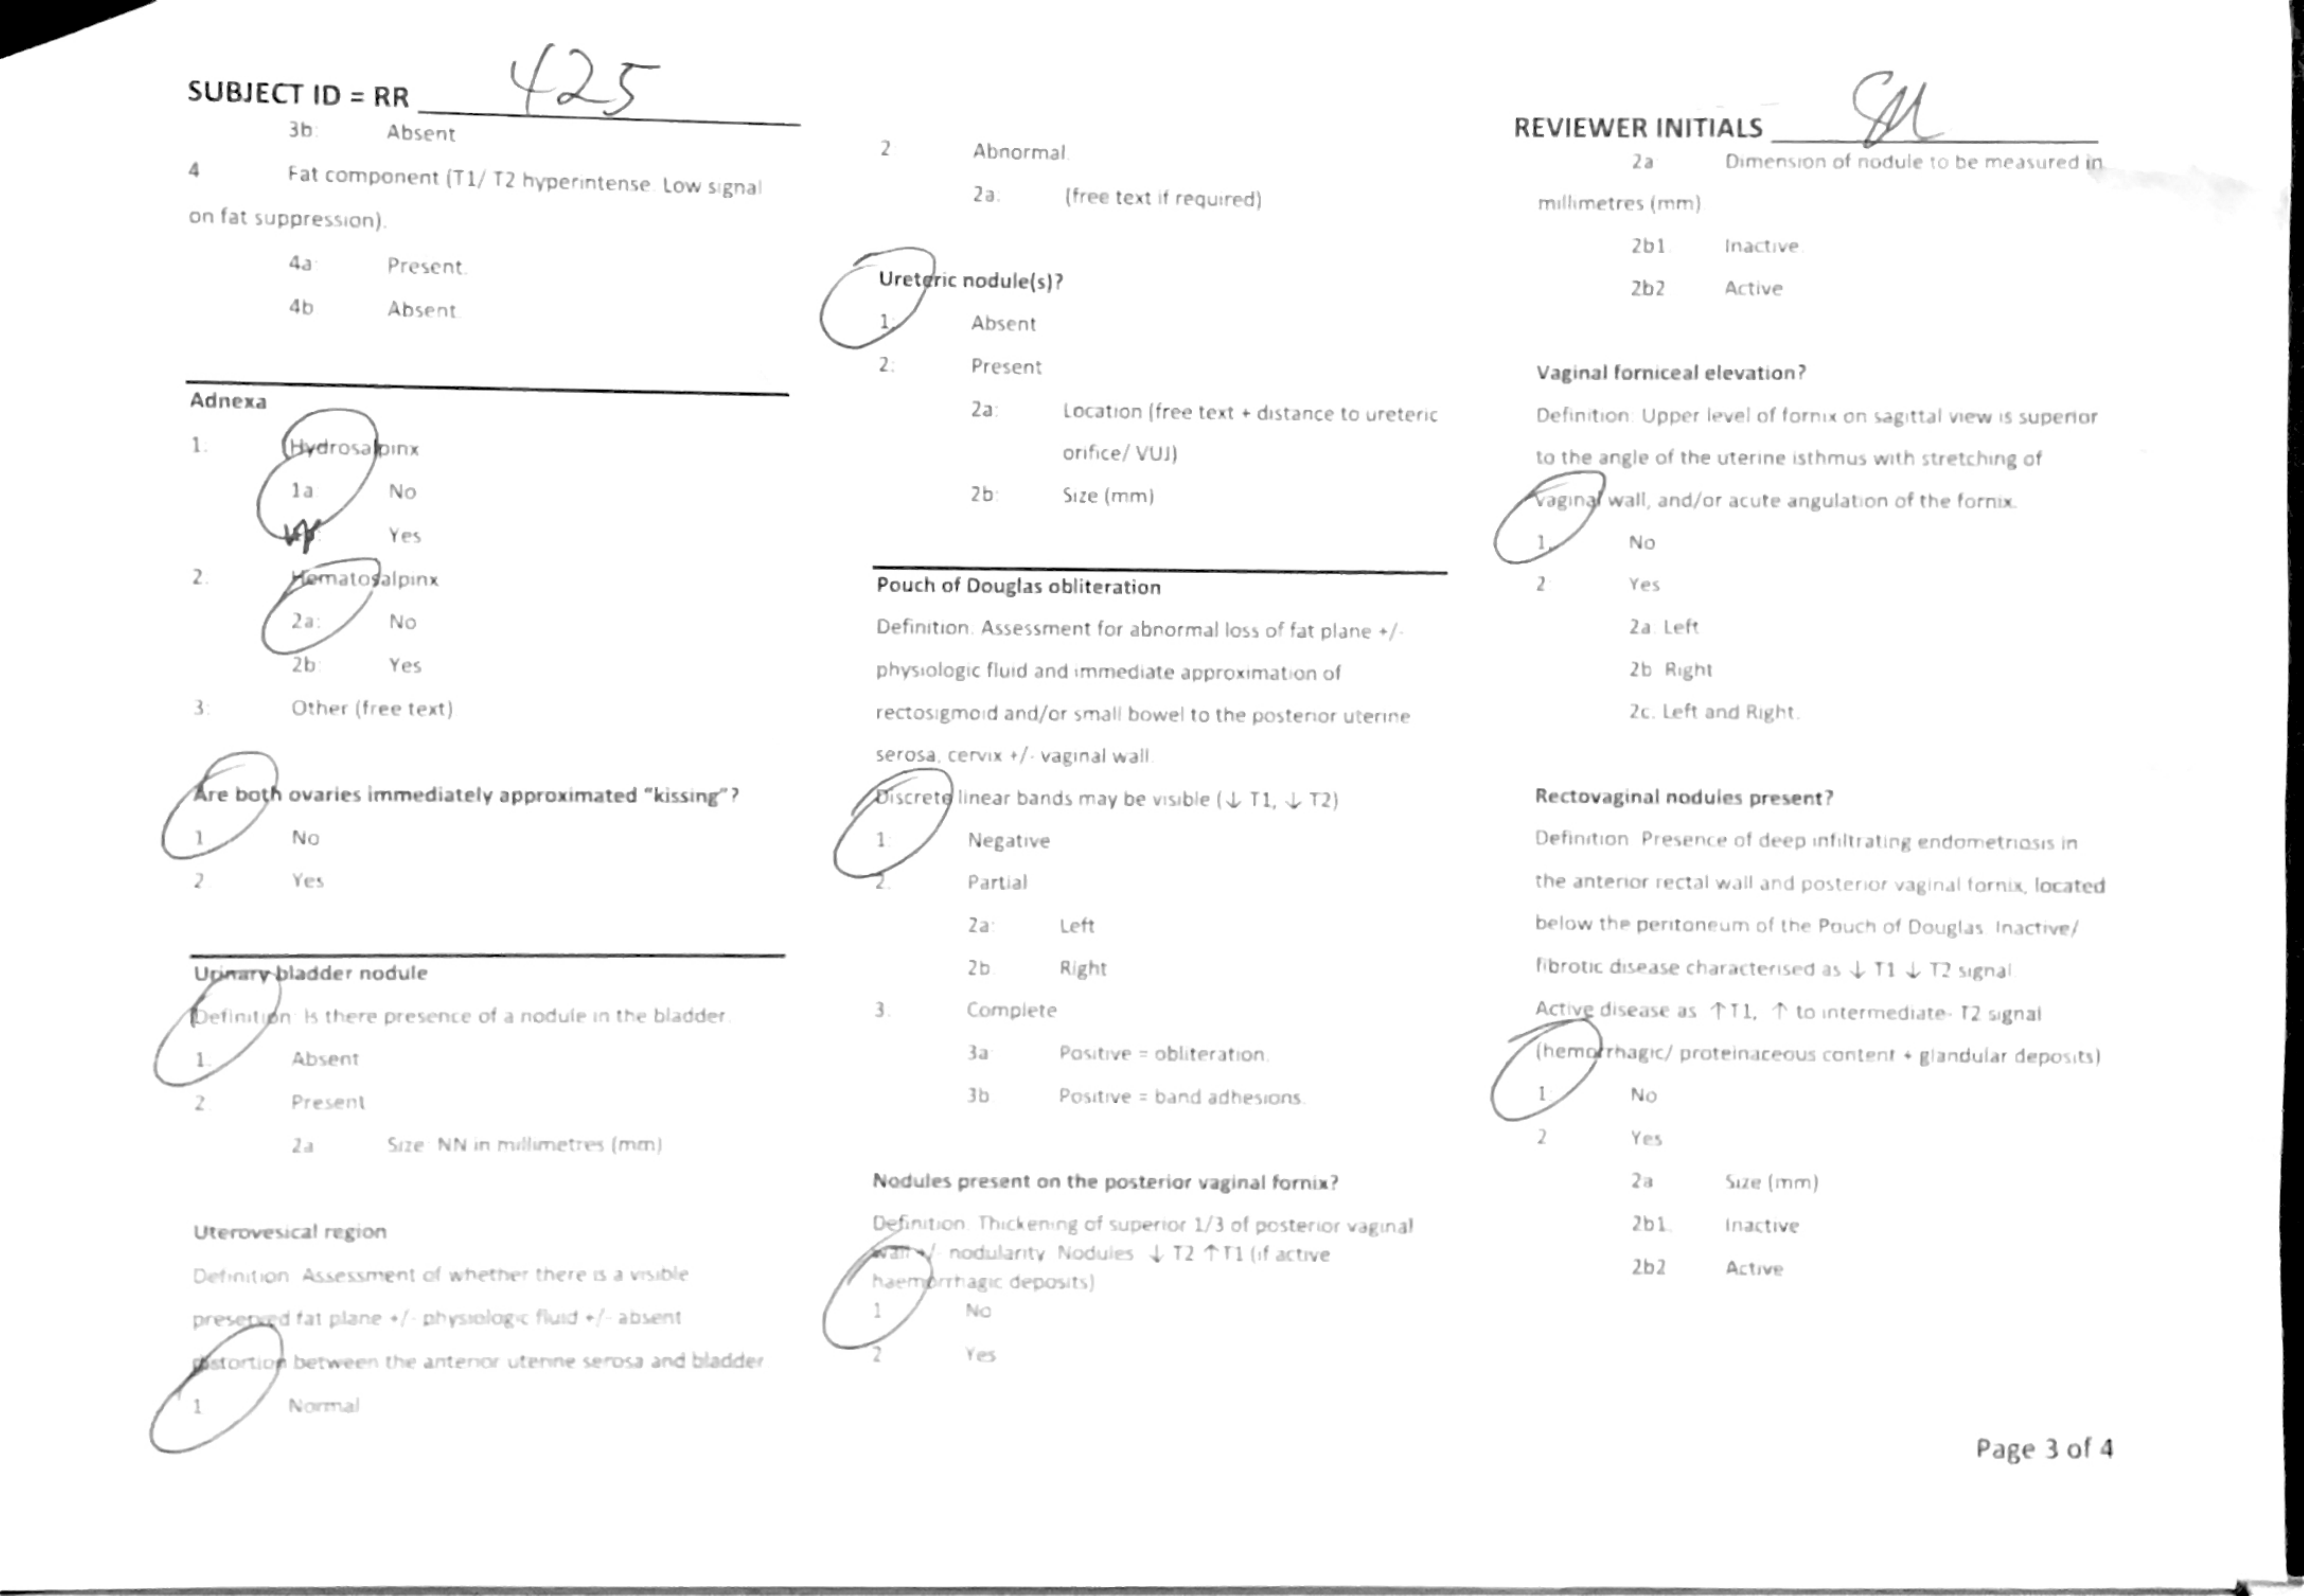 SUBJECT ID = RR 425
3b: Absent
4 Fat component (T1/ T2 hyperintense. Low signal
on fat suppression).
4a: Present.
4b Absent
Adnexa
1: Hydrosalpinx
1a No
Yes
2. Hematosalpinx
2a: No
2b: Yes
3: Other (free text)
Are both ovaries immediately approximated “kissing”?
1 No
2 Yes
Urinary bladder nodule
Definition Is there presence of a nodule in the bladder.
1. Absent
2. Present
2a Size: NN in millimetres (mm)
Uterovesical region
Definition Assessment of whether there is a visible
preserved fat plane +/- physiologic fluid +/- absent
distortion between the anterior uterine serosa and bladder
1 Normal
2 Abnormal.
2a: (free text if required)
Ureteric nodule(s)?
1: Absent
2: Present
2a: Location (free text + distance to ureteric
orifice/ VUJ)
2b: Size (mm)
Pouch of Douglas obliteration
Definition. Assessment for abnormal loss of fat plane +/-
physiologic fluid and immediate approximation of
rectosigmoid and/or small bowel to the posterior uterine
serosa, cervix +/- vaginal wall.
Discrete linear bands may be visible (↓ T1, ↓ T2)
1: Negative
2. Partial
2a: Left
2b. Right
3. Complete
3a Positive = obliteration.
3b Positive = band adhesions.
Nodules present on the posterior vaginal fornix?
Definition. Thickening of superior 1/3 of posterior vaginal
wall +/- nodularity Nodules ↓ T2 ↑T1 (if active
haemorrhagic deposits)
1 No
2 Yes
REVIEWER INITIALS SM
2a Dimension of nodule to be measured in
millimetres (mm)
2b1. Inactive.
2b2 Active
Vaginal forniceal elevation?
Definition: Upper level of fornix on sagittal view is superior
to the angle of the uterine isthmus with stretching of
vaginal wall, and/or acute angulation of the fornix.
1. No
2 Yes
2a. Left
2b Right
2c. Left and Right.
Rectovaginal nodules present?
Definition Presence of deep infiltrating endometriosis in
the anterior rectal wall and posterior vaginal fornix, located
below the peritoneum of the Pouch of Douglas. Inactive/
fibrotic disease characterised as ↓ T1 ↓ T2 signal
Active disease as ↑T1, ↑ to intermediate- T2 signal
(hemorrhagic/ proteinaceous content + glandular deposits)
1 No
2 Yes
2a Size (mm)
2b1. Inactive
2b2 Active
Page 3 of 4